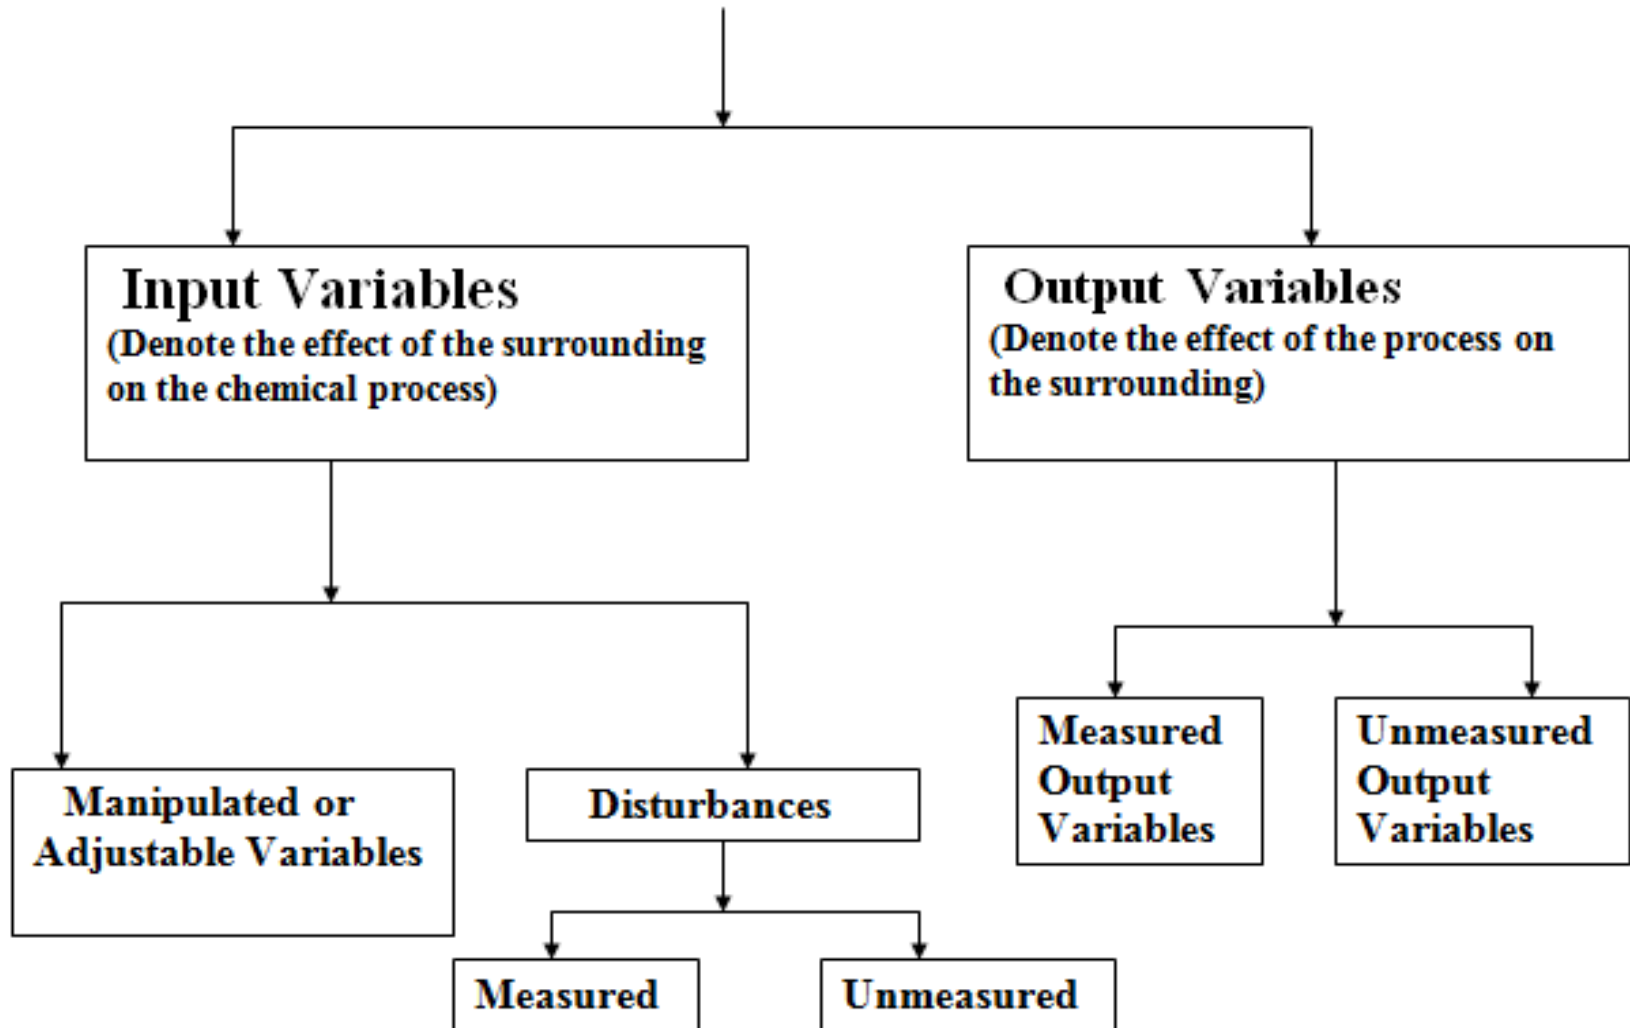 Input Variables
(Denote the effect of the surrounding
on the chemical process)
Output Variables
(Denote the effect of the process on
the surrounding)
Manipulated or
Adjustable Variables
Disturbances
Measured
Output
Variables
Unmeasured
Output
Variables
Measured
Unmeasured